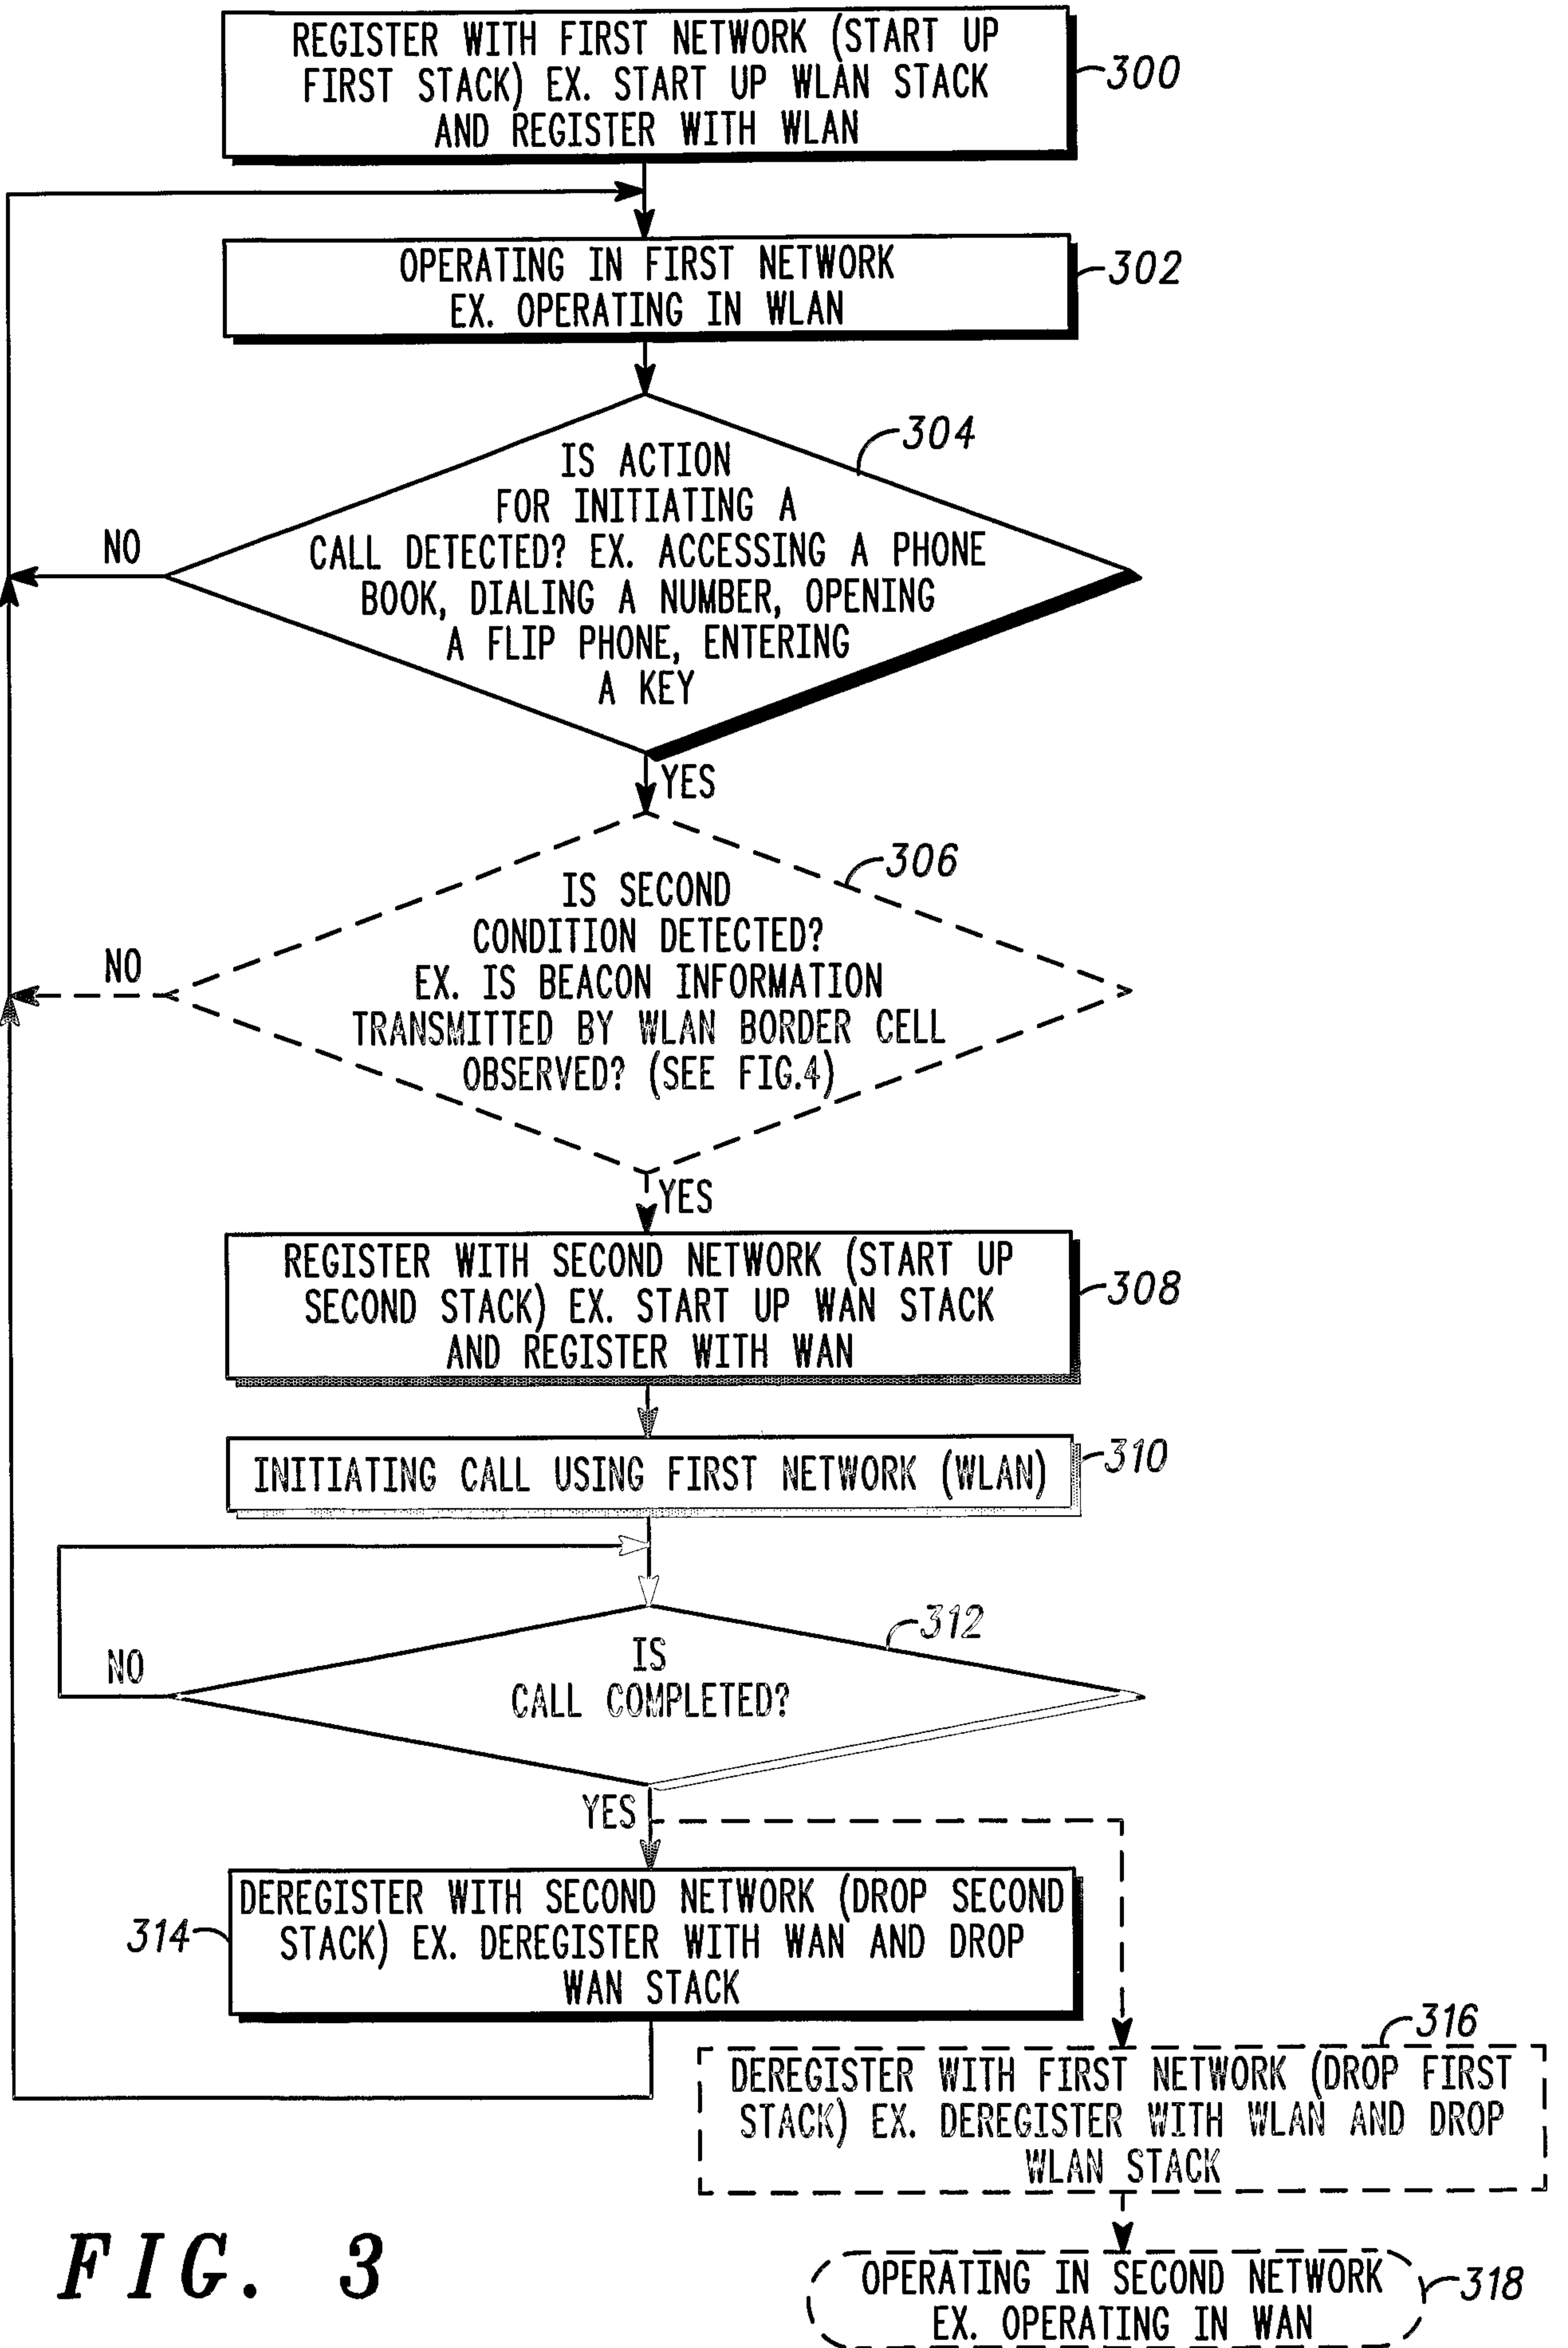 REGISTER WITH FIRST NETWORK (START UP
FIRST STACK) EX. START UP WLAN STACK
AND REGISTER WITH WLAN
300
OPERATING IN FIRST NETWORK
EX. OPERATING IN WLAN
302
304
IS ACTION
FOR INITIATING A
CALL DETECTED? EX. ACCESSING A PHONE
BOOK, DIALING A NUMBER, OPENING
A FLIP PHONE, ENTERING
A KEY
NO
YES
306
IS SECOND
CONDITION DETECTED?
EX. IS BEACON INFORMATION
TRANSMITTED BY WLAN BORDER CELL
OBSERVED? (SEE FIG.4)
NO
YES
REGISTER WITH SECOND NETWORK (START UP
SECOND STACK) EX. START UP WAN STACK
AND REGISTER WITH WAN
308
INITIATING CALL USING FIRST NETWORK (WLAN)
310
312
IS
CALL COMPLETED?
NO
YES
DEREGISTER WITH SECOND NETWORK (DROP SECOND
STACK) EX. DEREGISTER WITH WAN AND DROP
WAN STACK
314
316
DEREGISTER WITH FIRST NETWORK (DROP FIRST
STACK) EX. DEREGISTER WITH WLAN AND DROP
WLAN STACK
OPERATING IN SECOND NETWORK
EX. OPERATING IN WAN
318
FIG. 3